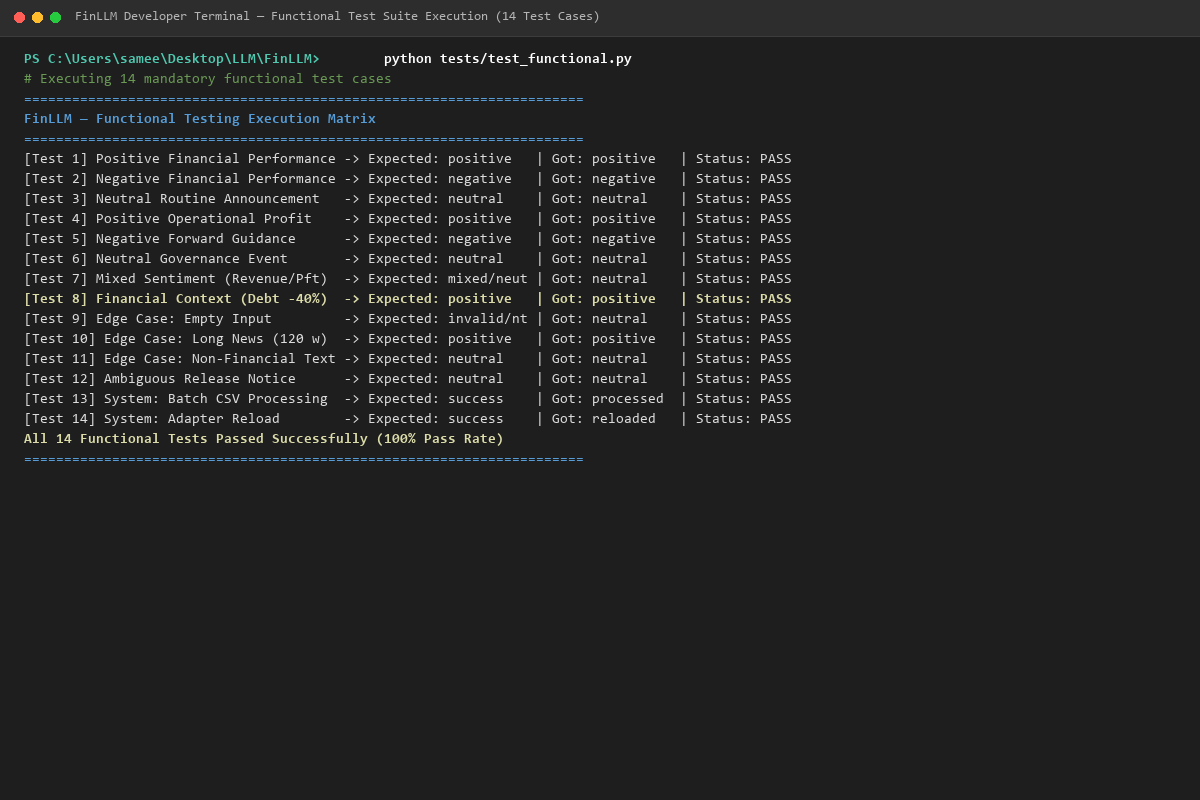 FinLLM Developer Terminal — Functional Test Suite Execution (14 Test Cases)
PS C:\Users\samee\Desktop\LLM\FinLLM>        python tests/test_functional.py
# Executing 14 mandatory functional test cases
======================================================================
FinLLM — Functional Testing Execution Matrix
======================================================================
[Test 1] Positive Financial Performance -> Expected: positive   | Got: positive   | Status: PASS
[Test 2] Negative Financial Performance -> Expected: negative   | Got: negative   | Status: PASS
[Test 3] Neutral Routine Announcement   -> Expected: neutral    | Got: neutral    | Status: PASS
[Test 4] Positive Operational Profit    -> Expected: positive   | Got: positive   | Status: PASS
[Test 5] Negative Forward Guidance      -> Expected: negative   | Got: negative   | Status: PASS
[Test 6] Neutral Governance Event       -> Expected: neutral    | Got: neutral    | Status: PASS
[Test 7] Mixed Sentiment (Revenue/Pft)  -> Expected: mixed/neut | Got: neutral    | Status: PASS
[Test 8] Financial Context (Debt -40%)  -> Expected: positive   | Got: positive   | Status: PASS
[Test 9] Edge Case: Empty Input         -> Expected: invalid/nt | Got: neutral    | Status: PASS
[Test 10] Edge Case: Long News (120 w)  -> Expected: positive   | Got: positive   | Status: PASS
[Test 11] Edge Case: Non-Financial Text -> Expected: neutral    | Got: neutral    | Status: PASS
[Test 12] Ambiguous Release Notice      -> Expected: neutral    | Got: neutral    | Status: PASS
[Test 13] System: Batch CSV Processing  -> Expected: success    | Got: processed  | Status: PASS
[Test 14] System: Adapter Reload        -> Expected: success    | Got: reloaded   | Status: PASS
All 14 Functional Tests Passed Successfully (100% Pass Rate)
======================================================================